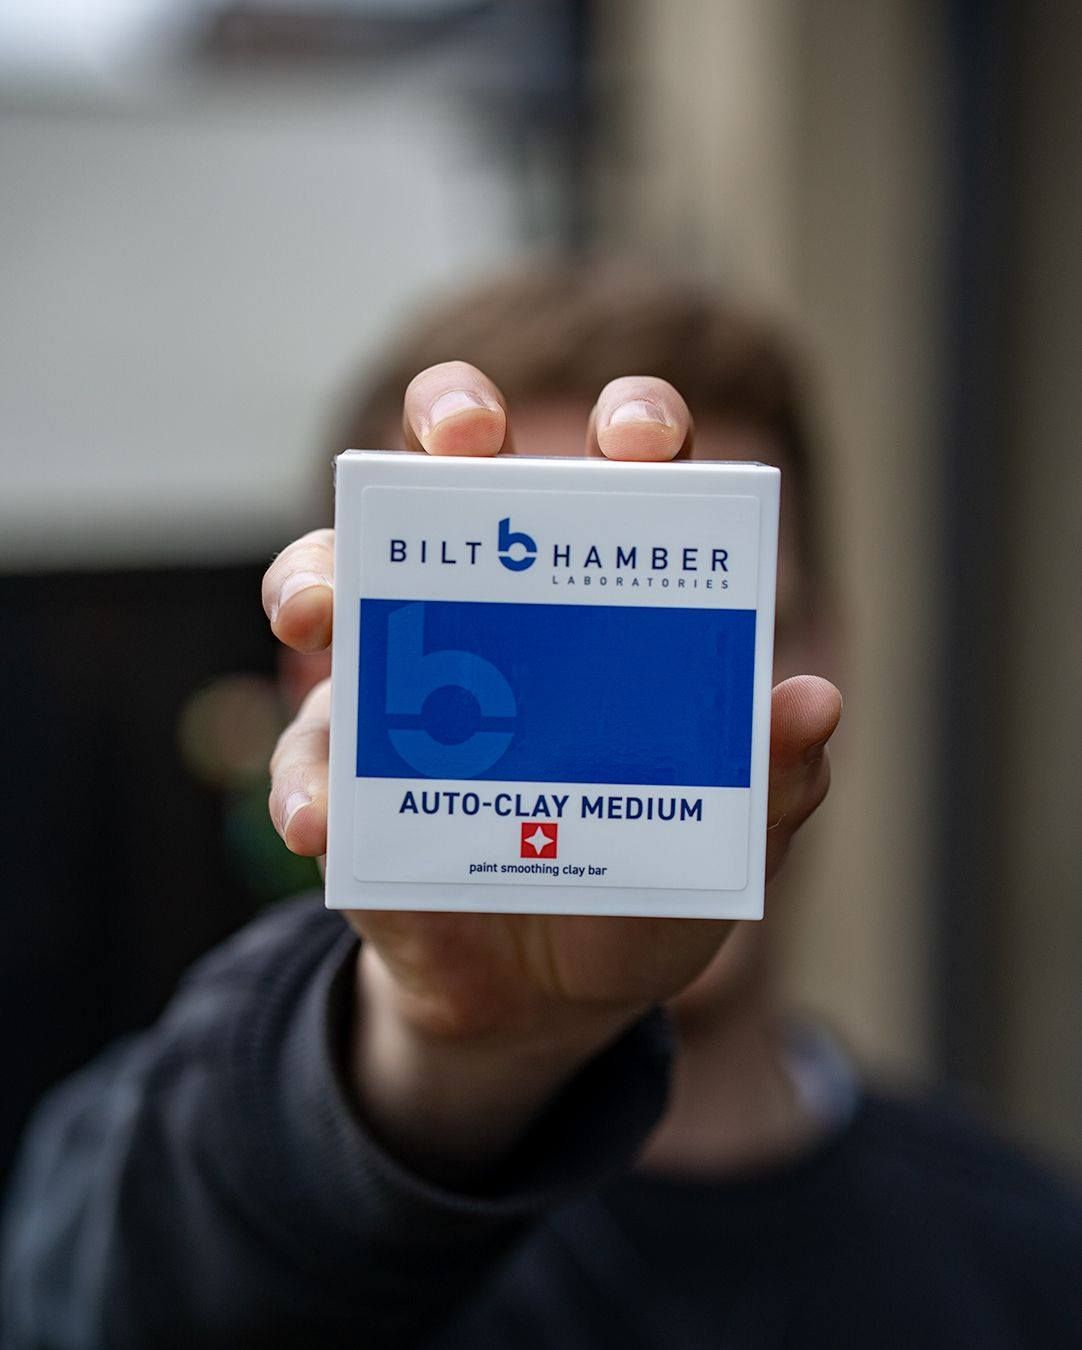 BILT b HAMBER
LABORATORIES
b
AUTO-CLAY MEDIUM
paint smoothing clay bar